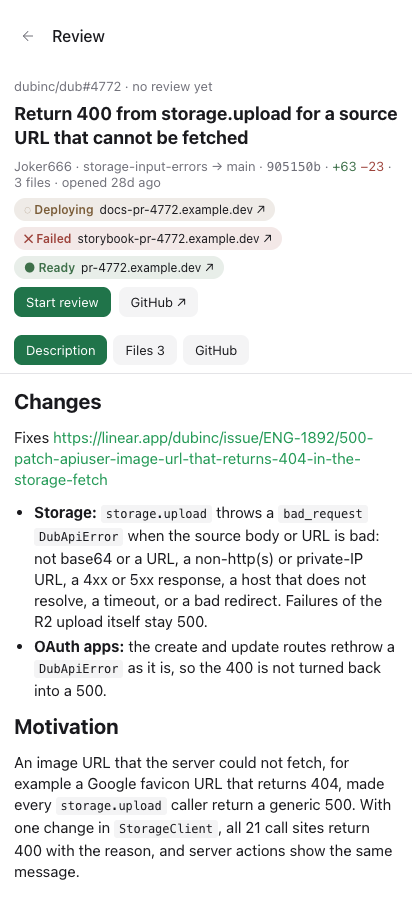 ← Review
dubinc/dub#4772 · no review yet
Return 400 from storage.upload for a source
URL that cannot be fetched
Joker666 · storage-input-errors → main · 905150b · +63 −23 ·
3 files · opened 28d ago
○ Deploying docs-pr-4772.example.dev ↗
✕ Failed storybook-pr-4772.example.dev ↗
● Ready pr-4772.example.dev ↗
Start review GitHub ↗
Description Files 3 GitHub
Changes
Fixes https://linear.app/dubinc/issue/ENG-1892/500-
patch-apiuser-image-url-that-returns-404-in-the-
storage-fetch
• Storage: storage.upload throws a bad_request
DubApiError when the source body or URL is bad:
not base64 or a URL, a non-http(s) or private-IP
URL, a 4xx or 5xx response, a host that does not
resolve, a timeout, or a bad redirect. Failures of the
R2 upload itself stay 500.
• OAuth apps: the create and update routes rethrow a
DubApiError as it is, so the 400 is not turned back
into a 500.
Motivation
An image URL that the server could not fetch, for
example a Google favicon URL that returns 404, made
every storage.upload caller return a generic 500. With
one change in StorageClient, all 21 call sites return
400 with the reason, and server actions show the same
message.